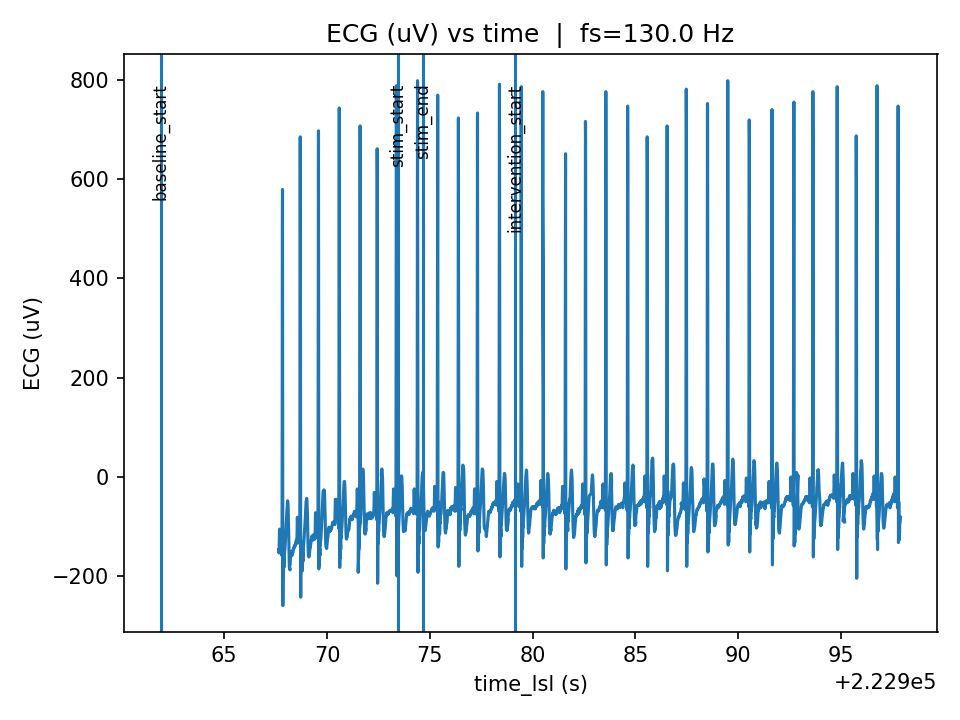 ECG (uV) vs time  |  fs=130.0 Hz
800
600
400
200
0
−200
ECG (uV)
baseline_start
stim_start
stim_end
intervention_start
65
70
75
80
85
90
95
time_lsl (s)
+2.229e5